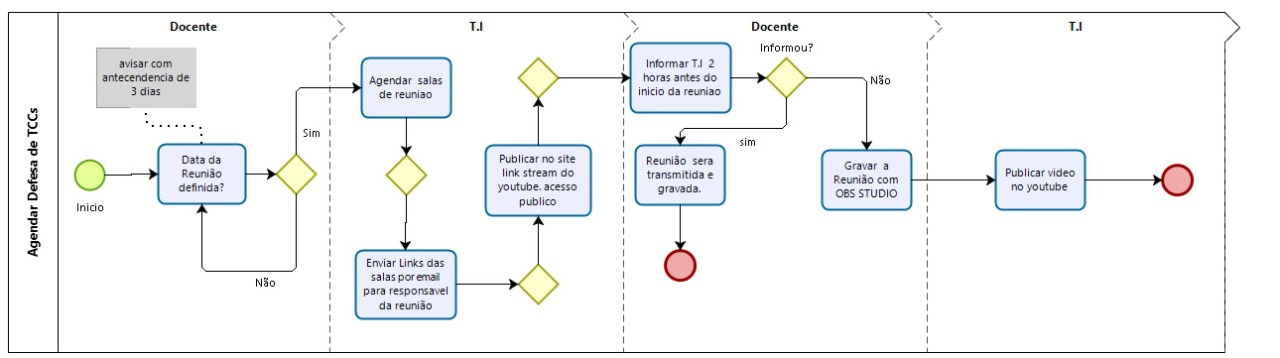 Agendar Defesa de TCCs
Docente
avisar com
antecendencia de
3 dias
Inicio
Data da
Reunião
definida?
Sim
Não
T.I
Agendar salas
de reuniao
Enviar Links das
salas por email
para responsavel
da reunião
Publicar no site
link stream do
youtube. acesso
publico
Docente
Informar T.I 2
horas antes do
inicio da reuniao
Informou?
sim
Não
Reunião sera
transmitida e
gravada.
Gravar a
Reunião com
OBS STUDIO
T.I
Publicar video
no youtube